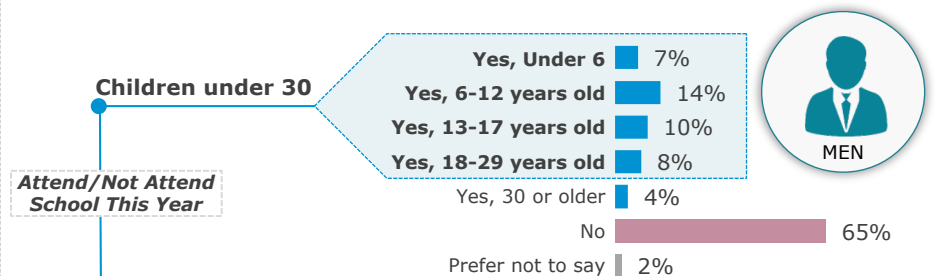 Children under 30
Yes, Under 6 7%
Yes, 6-12 years old 14%
Yes, 13-17 years old 10%
Yes, 18-29 years old 8%
Yes, 30 or older 4%
No 65%
Prefer not to say 2%
MEN
Attend/Not Attend
School This Year